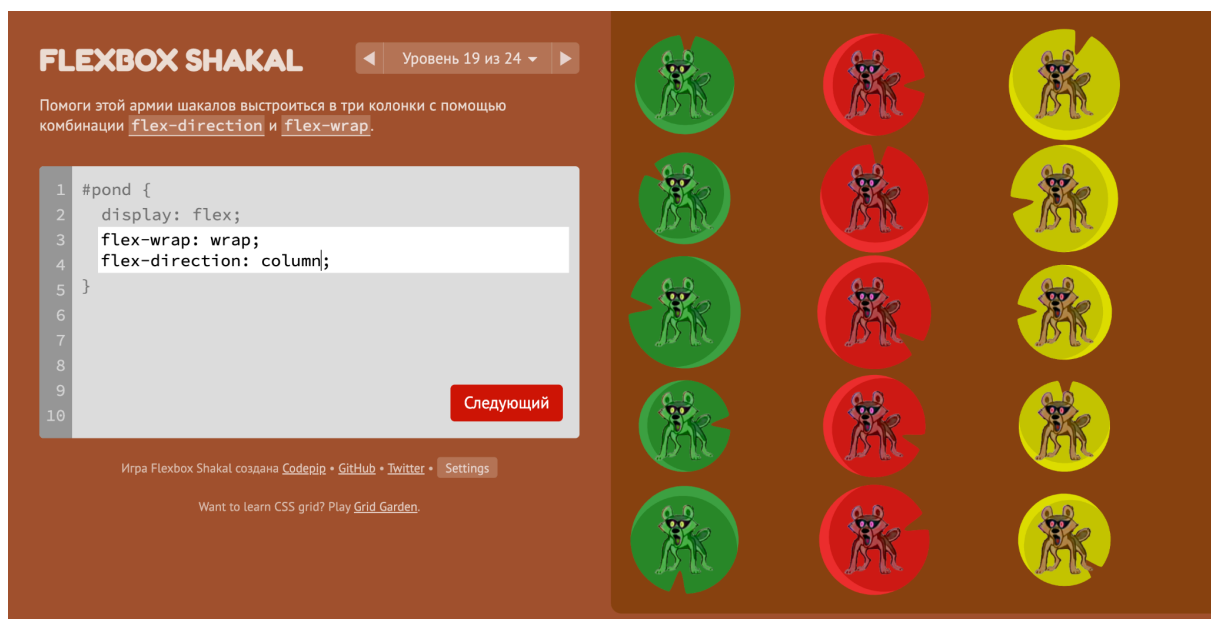 FLEXBOX SHAKAL
Уровень 19 из 24
Помоги этой армии шакалов выстроиться в три колонки с помощью
комбинации flex-direction и flex-wrap.
1 #pond {
2 display: flex;
3 flex-wrap: wrap;
4 flex-direction: column;
5 }
6
7
8
9
10
Следующий
Игра Flexbox Shakal создана Codepip • GitHub • Twitter • Settings
Want to learn CSS grid? Play Grid Garden.